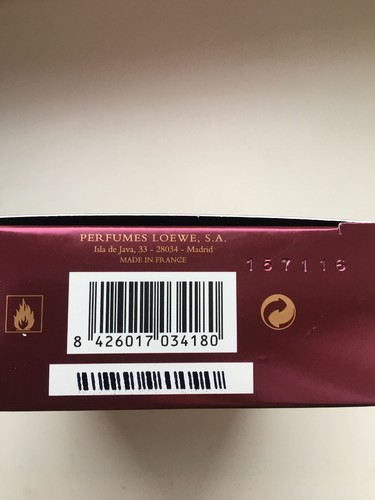 PERFUMES LOEWE, S.A.
Isla de Java, 33 - 28034 - Madrid
MADE IN FRANCE
157116
8 426017 034180